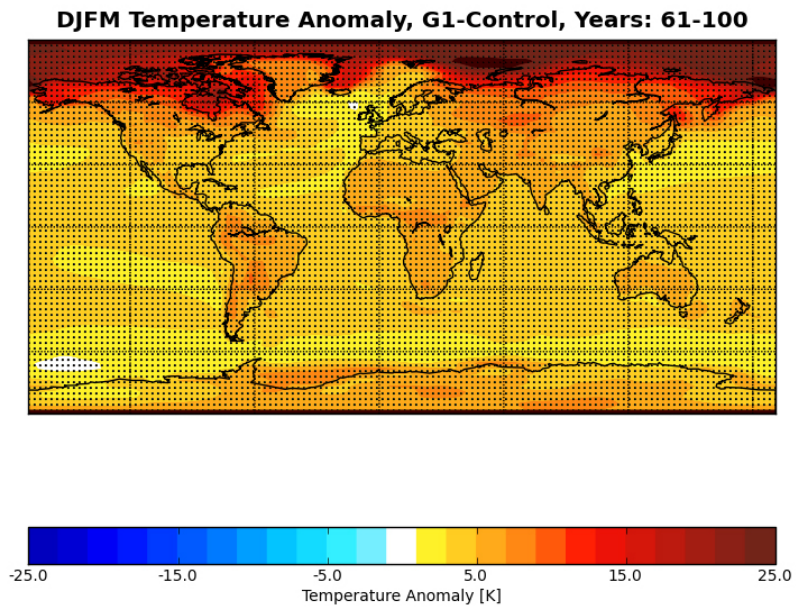 DJFM Temperature Anomaly, G1-Control, Years: 61-100
-25.0 -15.0 -5.0 5.0 15.0 25.0
Temperature Anomaly [K]